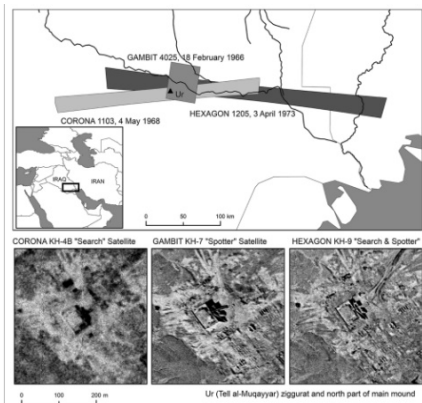 GAMBIT 4025, 18 February 1966
Ur
CORONA 1103, 4 May 1968
HEXAGON 1205, 3 April 1973
IRAQ
IRAN
0 50 100 km
CORONA KH-4B "Search" Satellite
GAMBIT KH-7 "Spotter" Satellite
HEXAGON KH-9 "Search & Spotter"
0 100 200 m
Ur (Tell al-Muqayyar) ziggurat and north part of main mound